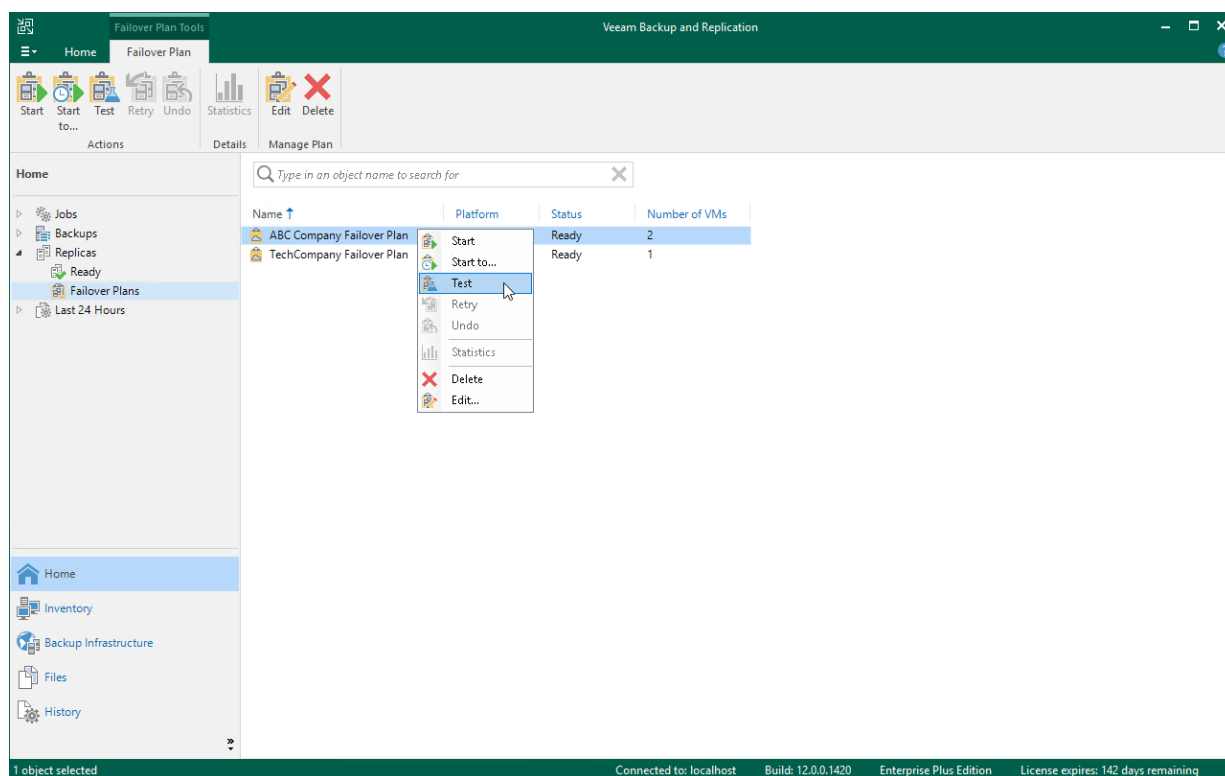 Failover Plan Tools
Veeam Backup and Replication
Home
Failover Plan
Start
Start to...
Test
Retry
Undo
Statistics
Edit
Delete
Actions
Details
Manage Plan
Home
Type in an object name to search for
Jobs
Backups
Replicas
Ready
Failover Plans
Last 24 Hours
Name Platform Status Number of VMs
ABC Company Failover Plan Ready 2
TechCompany Failover Plan Ready 1
Start
Start to...
Test
Retry
Undo
Statistics
Delete
Edit...
Home
Inventory
Backup Infrastructure
Files
History
1 object selected
Connected to: localhost
Build: 12.0.0.1420
Enterprise Plus Edition
License expires: 142 days remaining